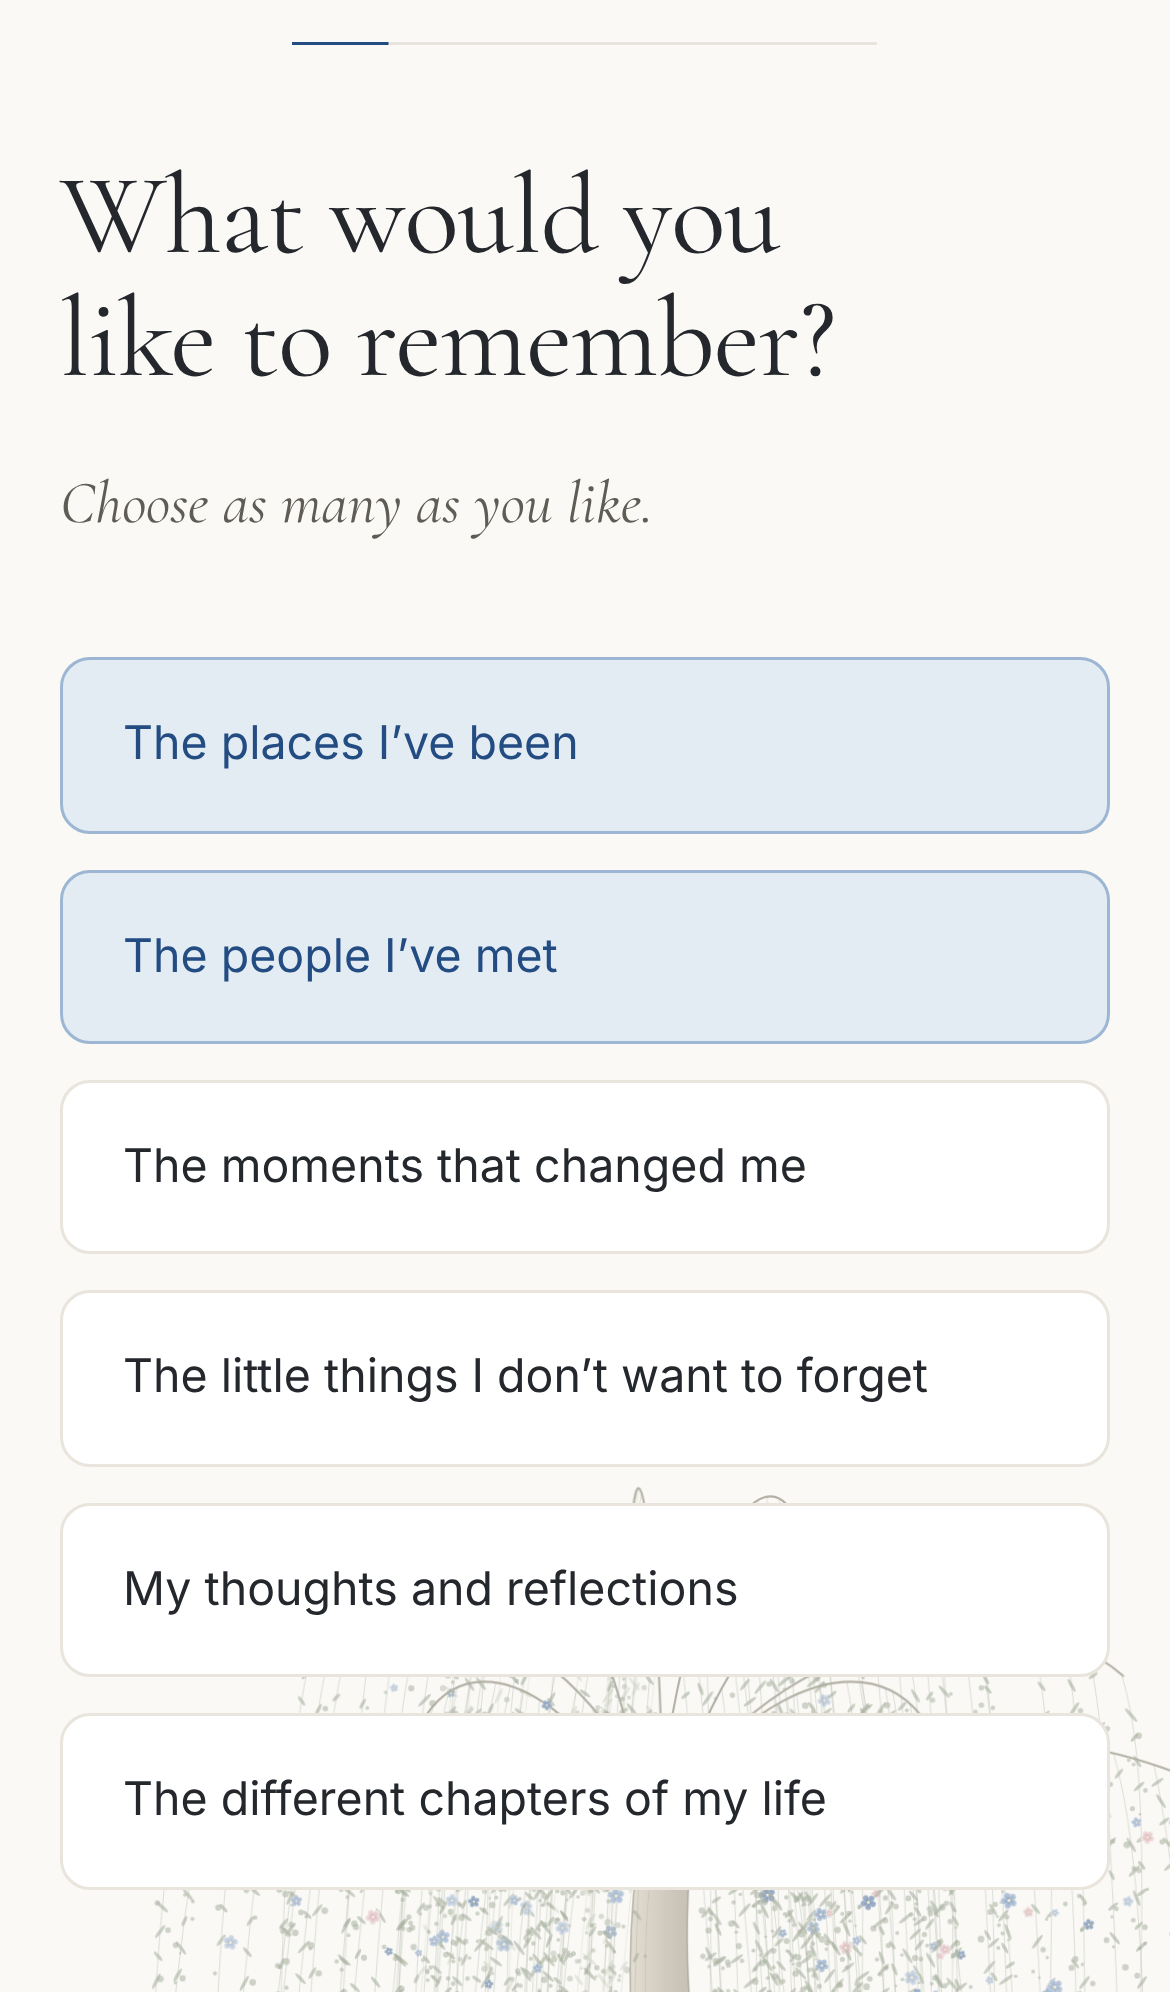 What would you
like to remember?
Choose as many as you like.
The places I’ve been
The people I’ve met
The moments that changed me
The little things I don’t want to forget
My thoughts and reflections
The different chapters of my life